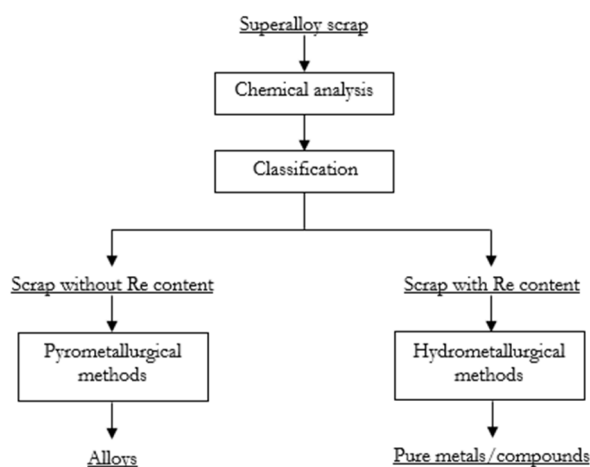 Superalloy scrap
Chemical analysis
Classification
Scrap without Re content
Scrap with Re content
Pyrometallurgical
methods
Hydrometallurgical
methods
Alloys
Pure metals/compounds